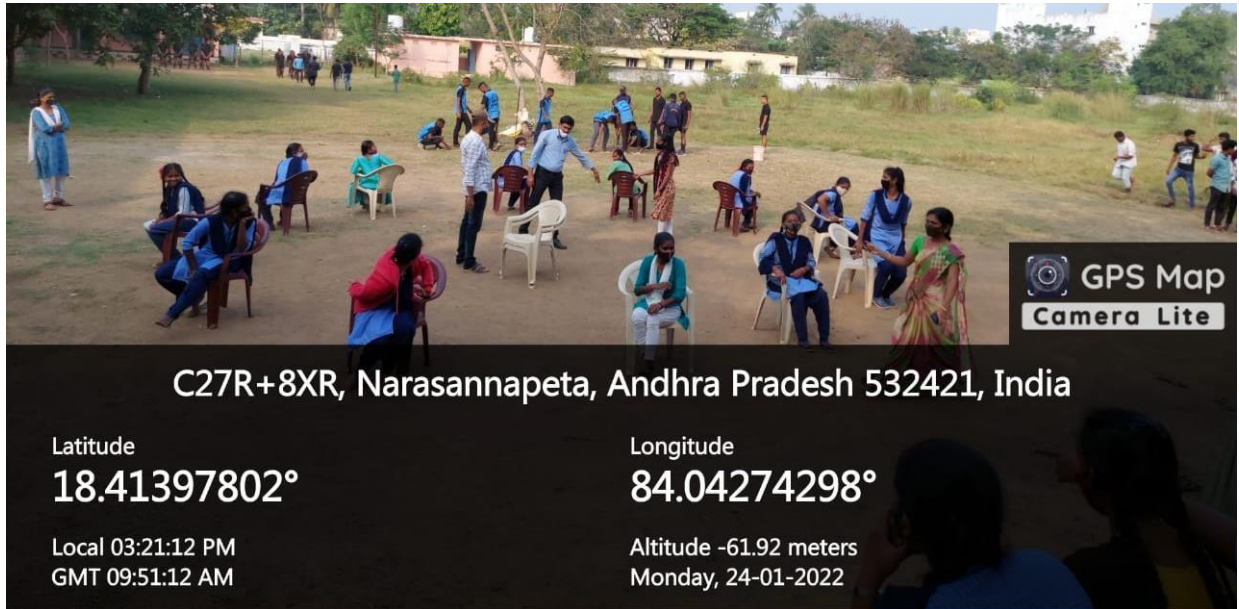 GPS Map
Camera Lite
C27R+8XR, Narasannapeta, Andhra Pradesh 532421, India
Latitude
18.41397802°
Longitude
84.04274298°
Local 03:21:12 PM
GMT 09:51:12 AM
Altitude -61.92 meters
Monday, 24-01-2022